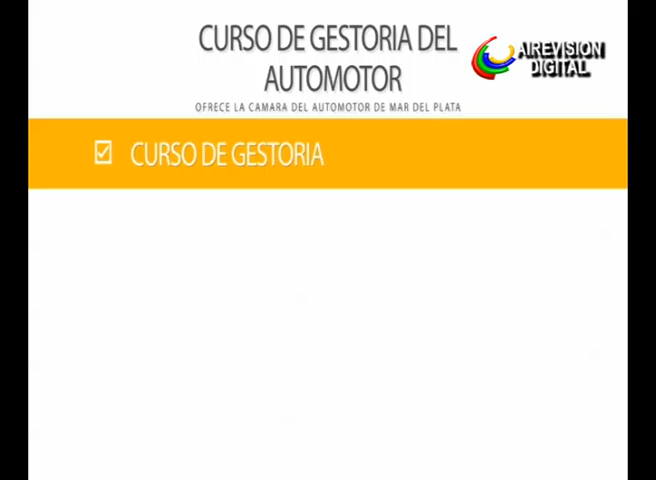 CURSO DE GESTORIA DEL
AUTOMOTOR
OFRECE LA CAMARA DEL AUTOMOTOR DE MAR DEL PLATA
AIREVISION
DIGITAL
CURSO DE GESTORIA